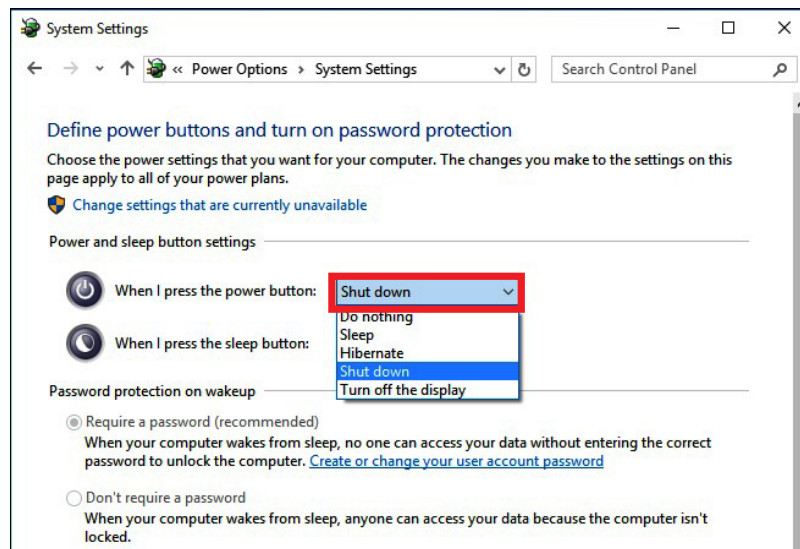 System Settings
« Power Options › System Settings
Search Control Panel
Define power buttons and turn on password protection
Choose the power settings that you want for your computer. The changes you make to the settings on this
page apply to all of your power plans.
Change settings that are currently unavailable
Power and sleep button settings
When I press the power button: Shut down
Do nothing
Sleep
When I press the sleep button:
Hibernate
Shut down
Turn off the display
Password protection on wakeup
Require a password (recommended)
When your computer wakes from sleep, no one can access your data without entering the correct
password to unlock the computer. Create or change your user account password
Don't require a password
When your computer wakes from sleep, anyone can access your data because the computer isn't
locked.